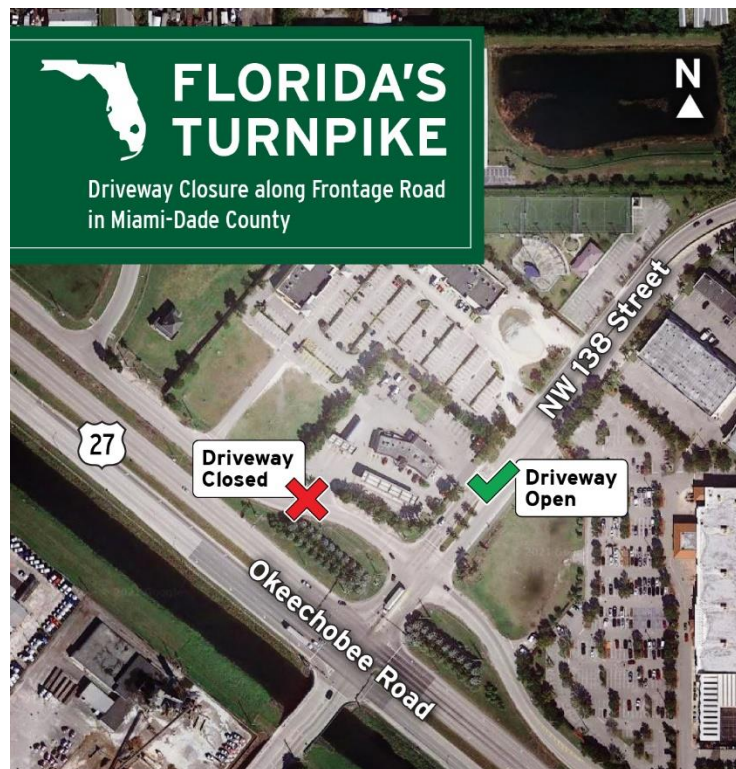 FLORIDA'S
TURNPIKE
Driveway Closure along Frontage Road
in Miami-Dade County
N
NW 138 Street
27
Driveway
Closed
Driveway
Open
Okeechobee Road